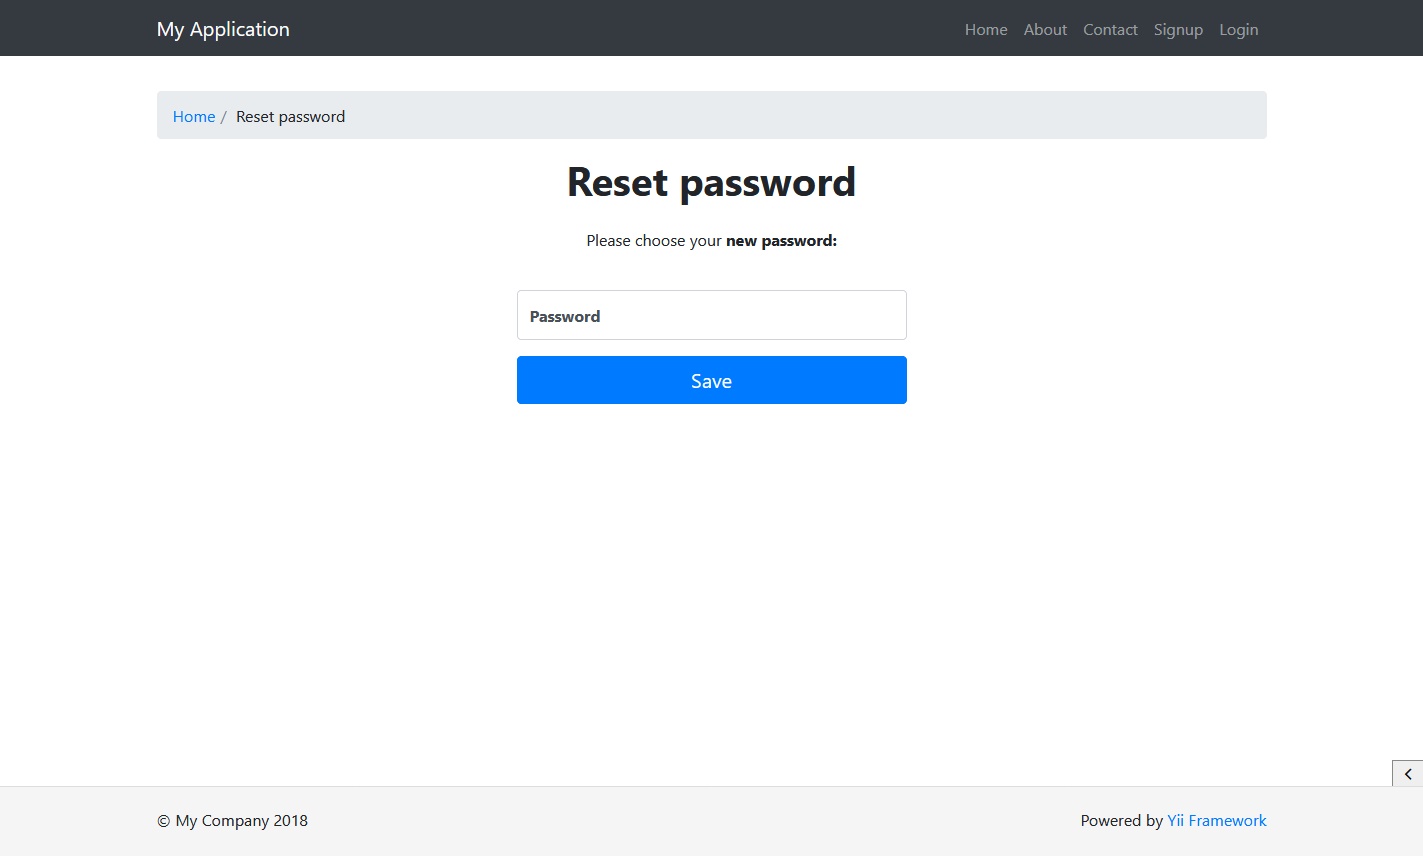 My Application Home About Contact Signup Login
Home / Reset password
Reset password
Please choose your new password:
Password
Save
© My Company 2018 Powered by Yii Framework